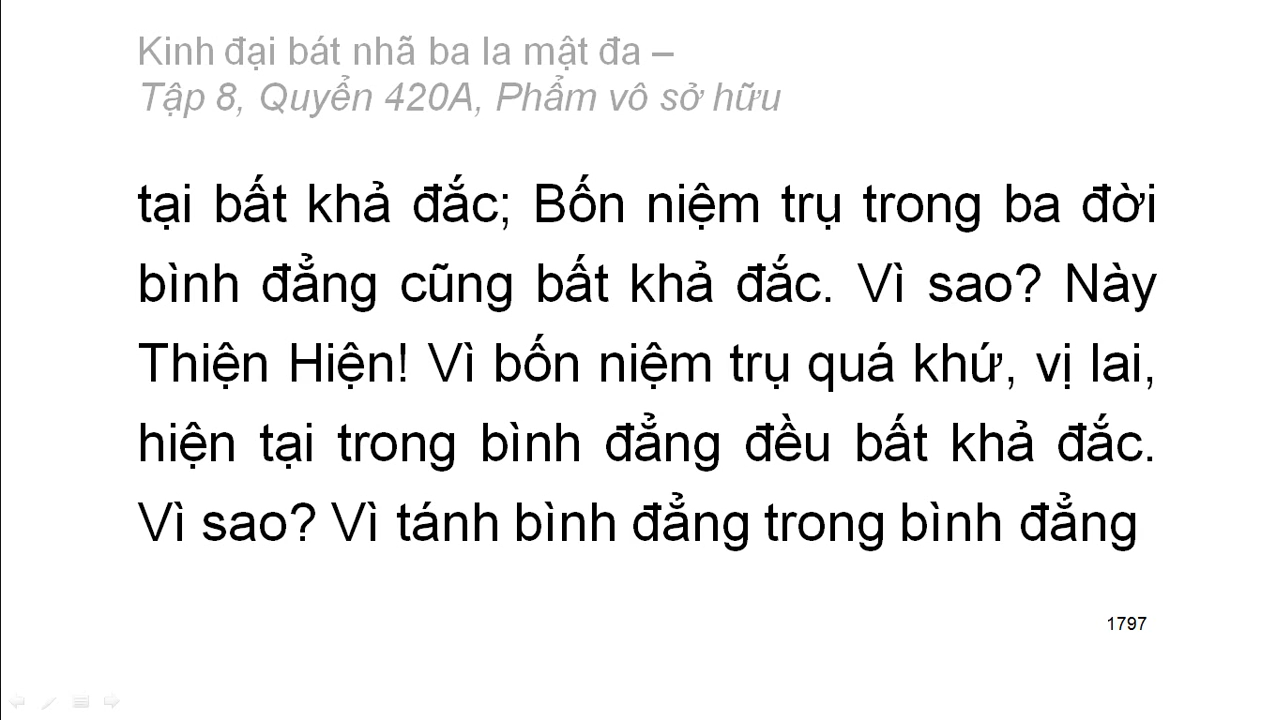 Kinh đại bát nhã ba la mật đa –
Tập 8, Quyển 420A, Phẩm vô sở hữu
tại bất khả đắc; Bốn niệm trụ trong ba đời
bình đẳng cũng bất khả đắc. Vì sao? Này
Thiện Hiện! Vì bốn niệm trụ quá khứ, vị lai,
hiện tại trong bình đẳng đều bất khả đắc.
Vì sao? Vì tánh bình đẳng trong bình đẳng
1797